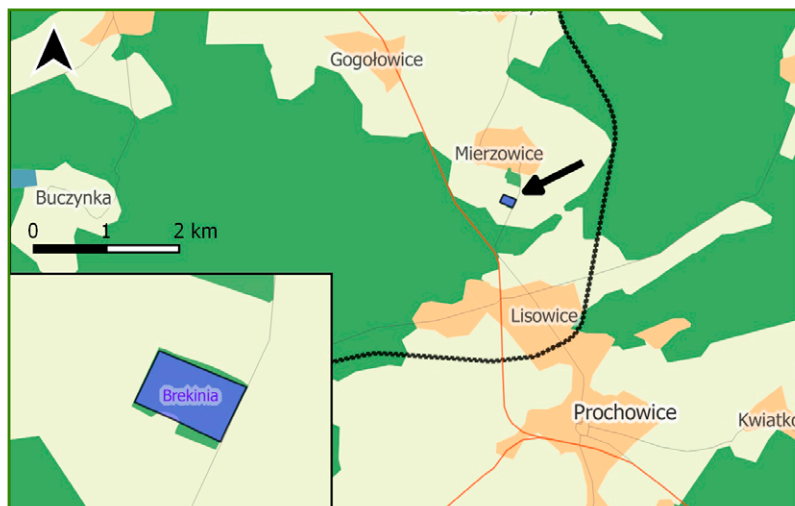 Gogołowice
Mierzowice
Buczynka
0 1 2 km
Lisowice
Brekinia
Prochowice
Kwiatko